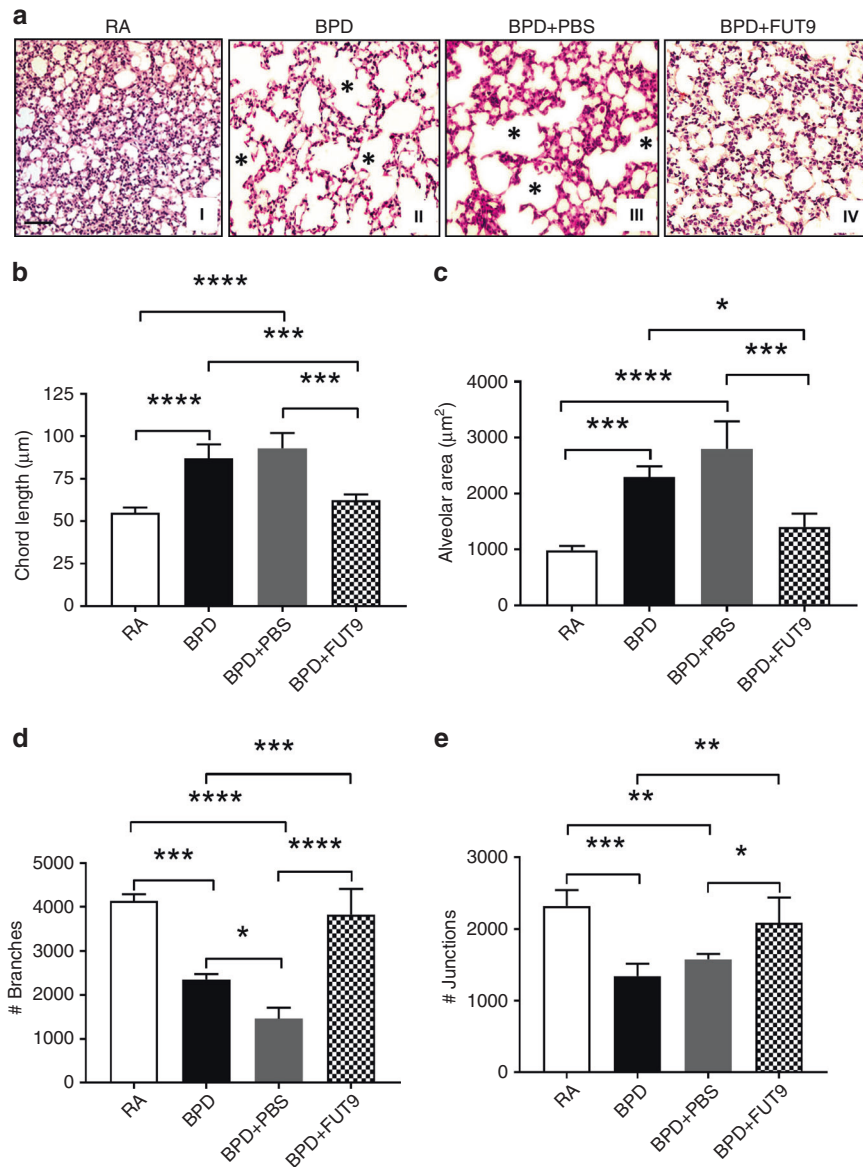 a
RA BPD BPD+PBS BPD+FUT9
* * * * * *
I II III IV
b
****
***
*** ****
125
100
75
50
25
0
Chord length (μm)
RA BPD BPD+PBS BPD+FUT9
c
*
***
****
***
4000
3000
2000
1000
0
Alveolar area (μm²)
RA BPD BPD+PBS BPD+FUT9
d
***
****
*** ****
*
5000
4000
3000
2000
1000
0
# Branches
RA BPD BPD+PBS BPD+FUT9
e
**
**
*** *
3000
2000
1000
0
# Junctions
RA BPD BPD+PBS BPD+FUT9